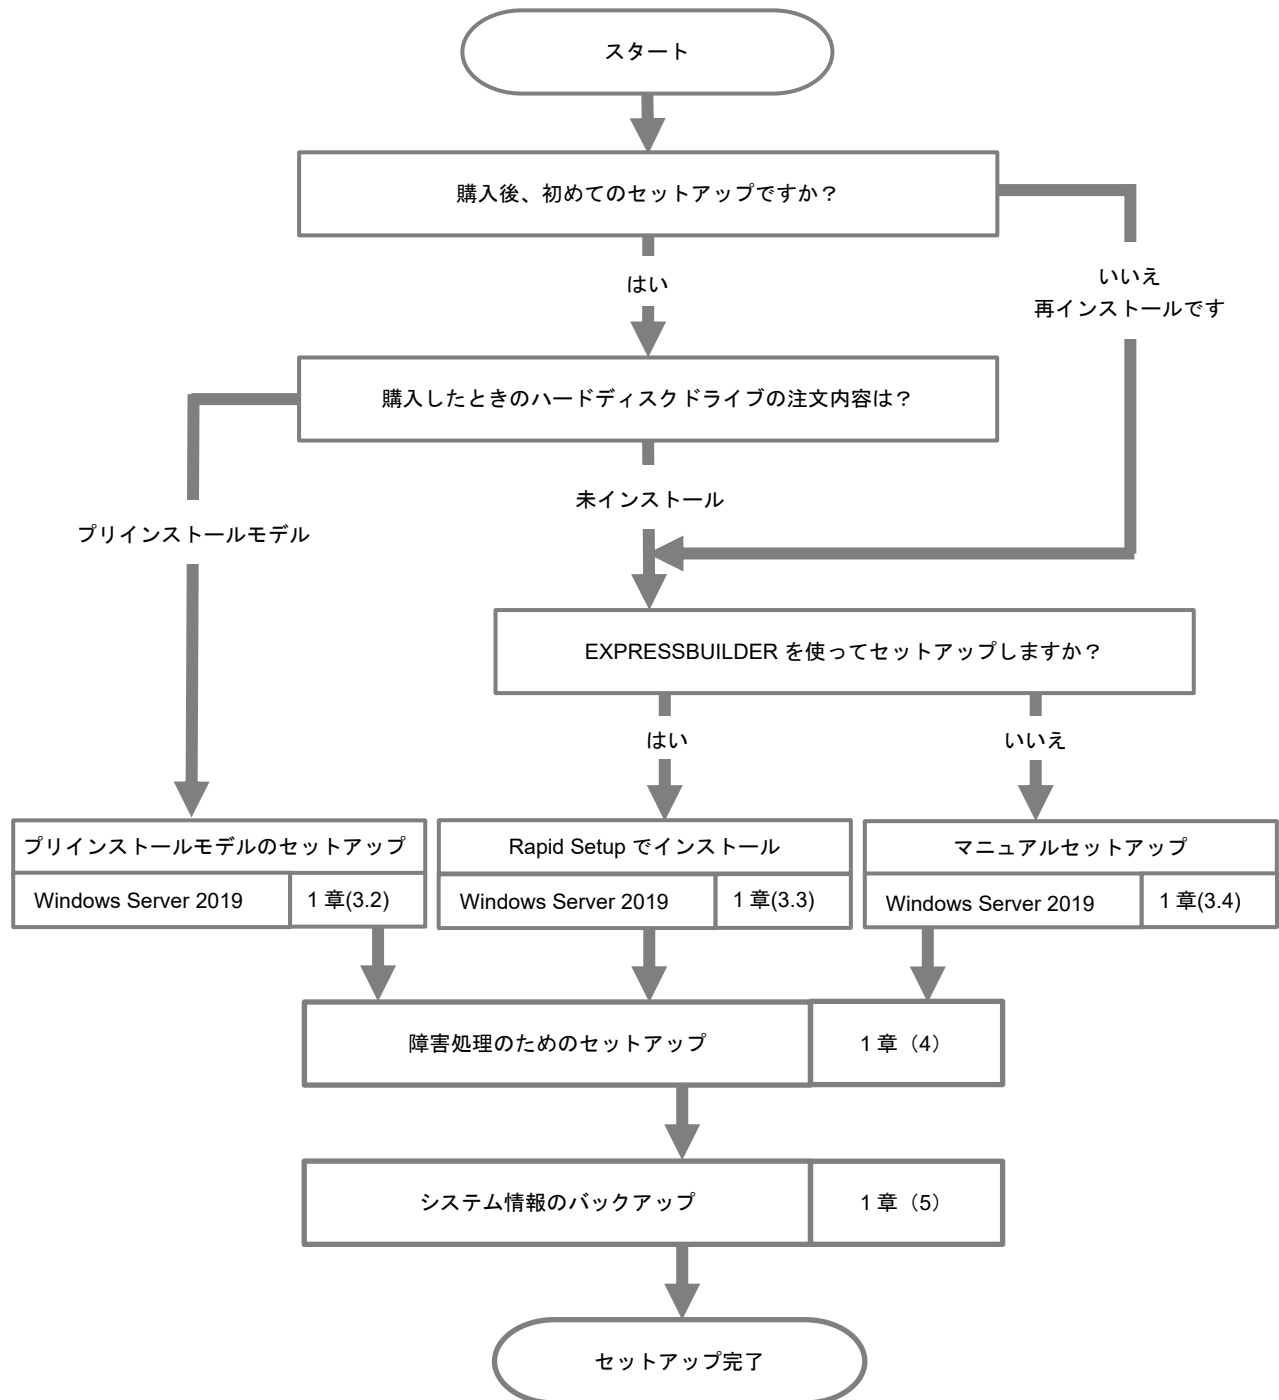 スタート
購入後、初めてのセットアップですか？
はい
いいえ
再インストールです
購入したときのハードディスクドライブの注文内容は？
未インストール
プリインストールモデル
EXPRESSBUILDER を使ってセットアップしますか？
はい
いいえ
プリインストールモデルのセットアップ
Windows Server 2019
1 章(3.2)
Rapid Setup でインストール
Windows Server 2019
1 章(3.3)
マニュアルセットアップ
Windows Server 2019
1 章(3.4)
障害処理のためのセットアップ
1 章（4）
システム情報のバックアップ
1 章（5）
セットアップ完了